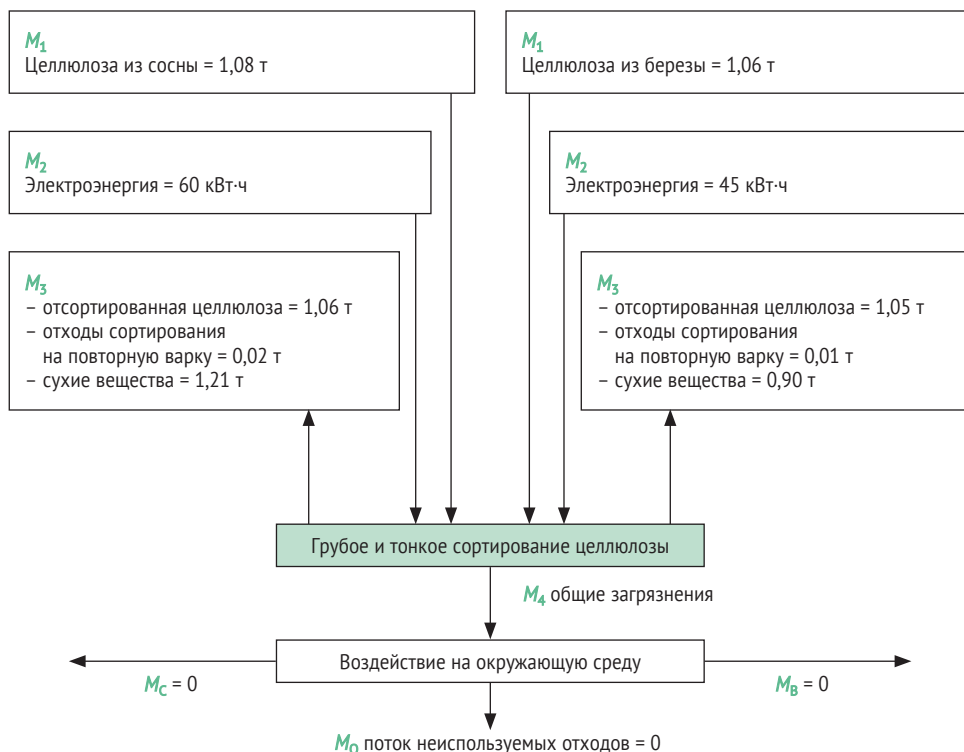 M₁
Целлюлоза из сосны = 1,08 т
M₁
Целлюлоза из березы = 1,06 т
M₂
Электроэнергия = 60 кВт·ч
M₂
Электроэнергия = 45 кВт·ч
M₃
– отсортированная целлюлоза = 1,06 т
– отходы сортирования
на повторную варку = 0,02 т
– сухие вещества = 1,21 т
M₃
– отсортированная целлюлоза = 1,05 т
– отходы сортирования
на повторную варку = 0,01 т
– сухие вещества = 0,90 т
Грубое и тонкое сортирование целлюлозы
M₄ общие загрязнения
Воздействие на окружающую среду
M_С = 0
M_В = 0
M_О поток неиспользуемых отходов = 0